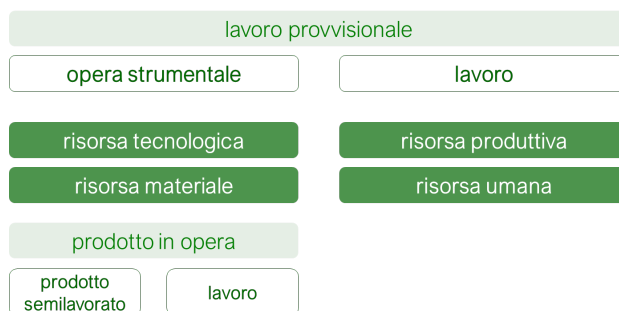 lavoro provvisionale
opera strumentale
lavoro
risorsa tecnologica
risorsa produttiva
risorsa materiale
risorsa umana
prodotto in opera
prodotto
semilavorato
lavoro